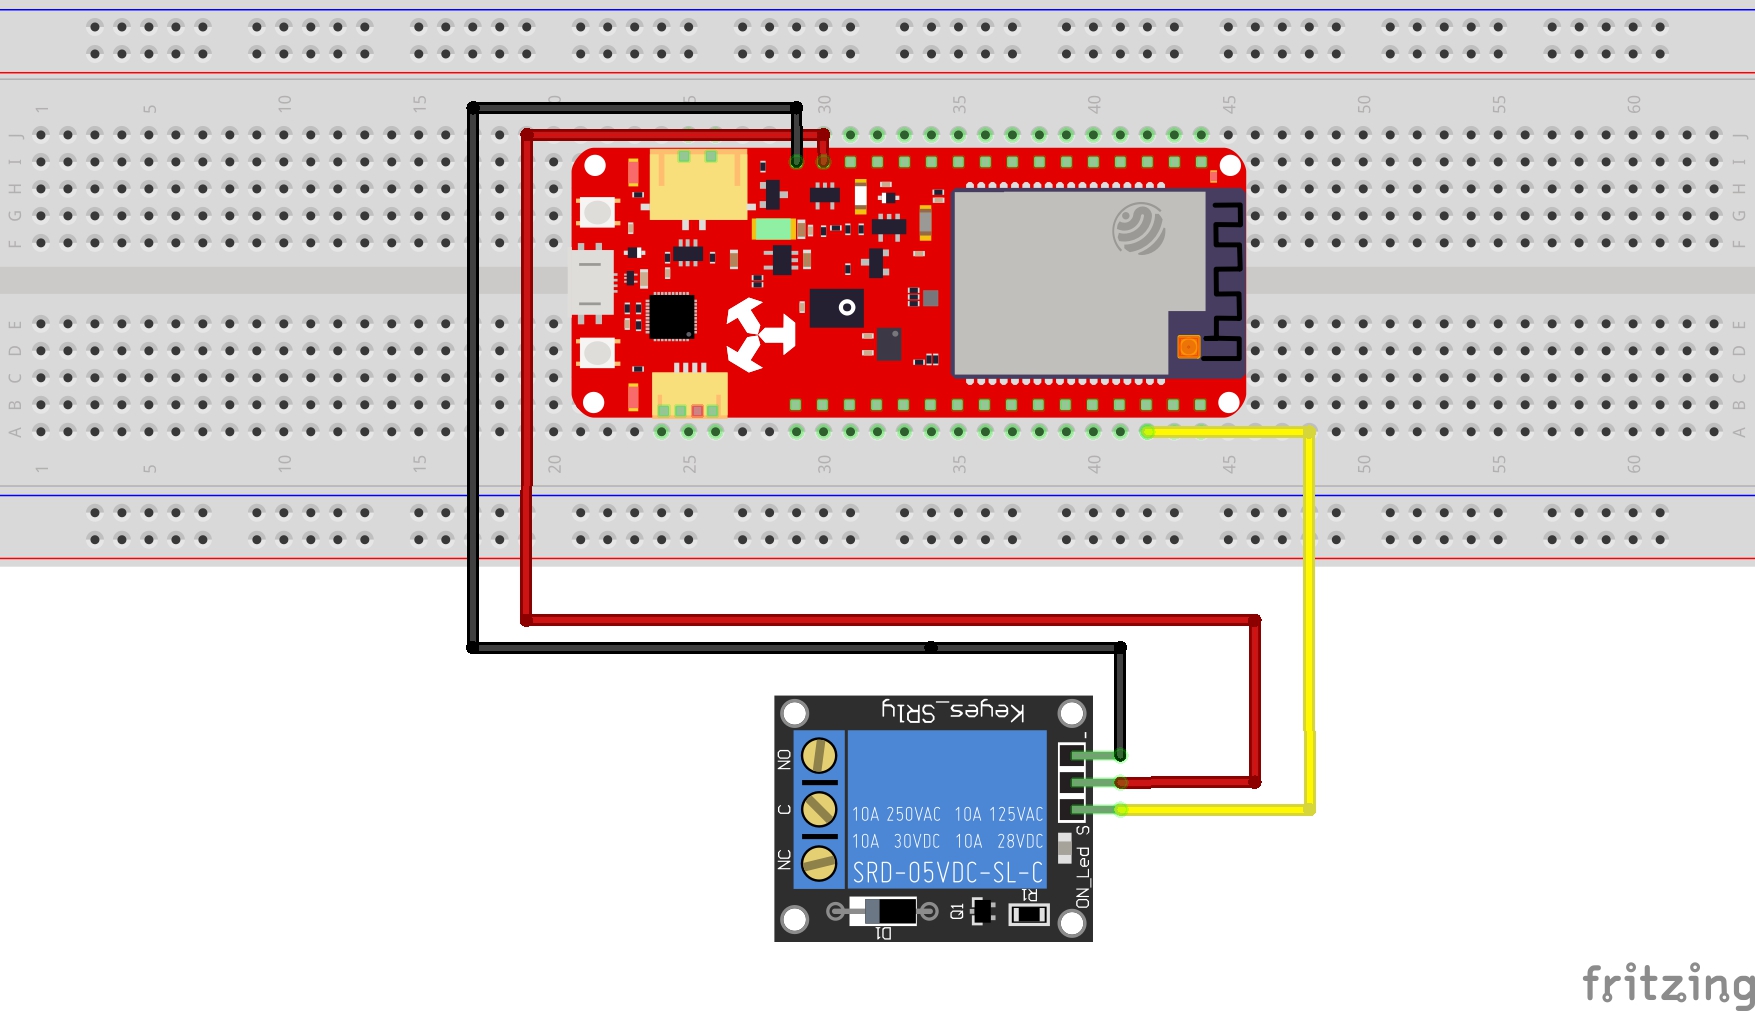 1 5 10 15 20 25 30 35 40 45 50 55 60
J J
I I
H H
G G
F F
E E
D D
C C
B B
A A
1 5 10 15 20 25 30 35 40 45 50 55 60
Keyes_SR1y
-
NO
C
NC
10A 250VAC 10A 125VAC
10A 30VDC 10A 28VDC
SRD-05VDC-SL-C
S
ON_Led
R1
Q1
D1
fritzing